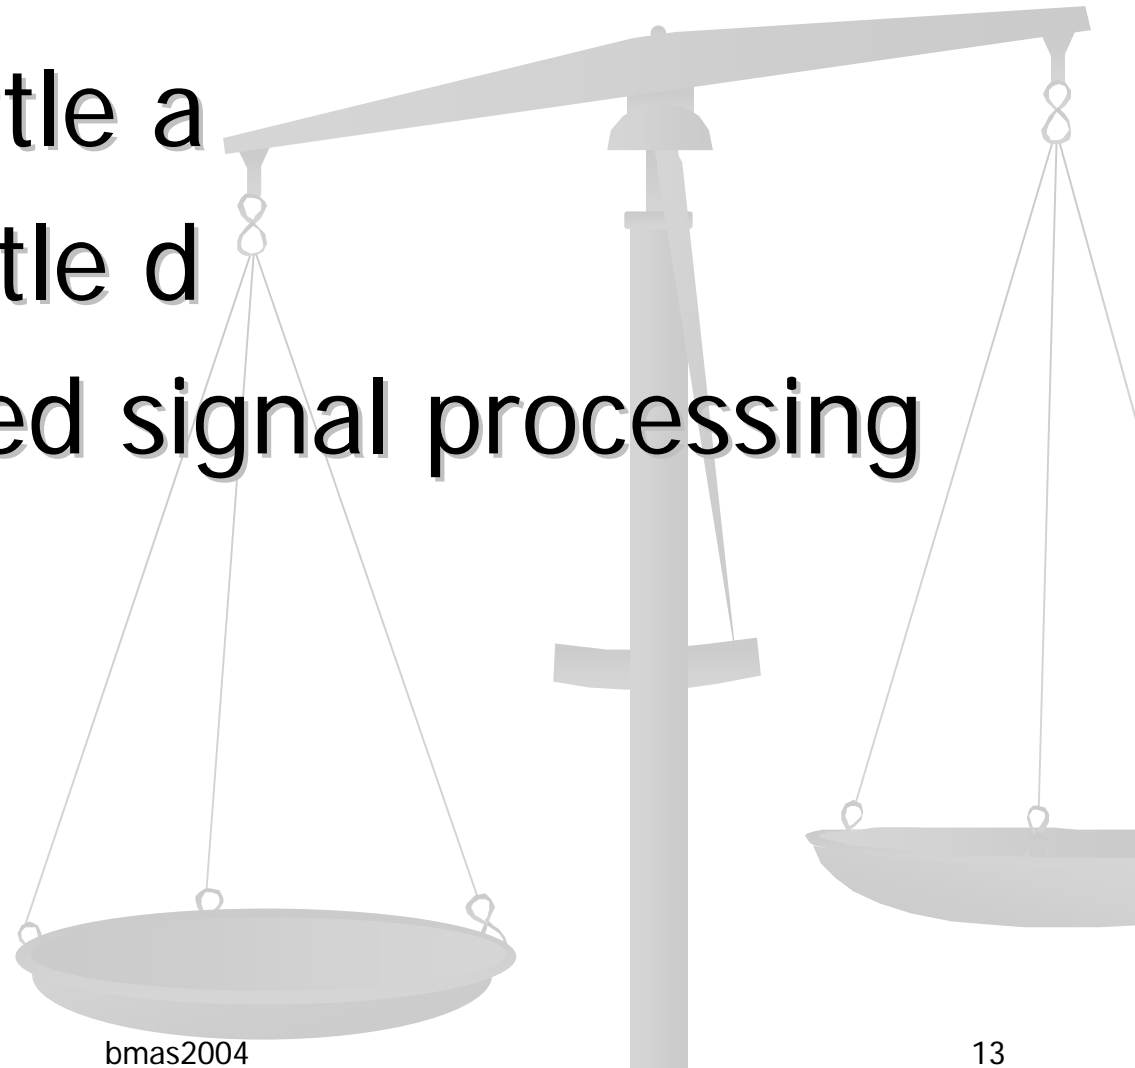 tle a
tle d
ed signal processing
bmas2004
13